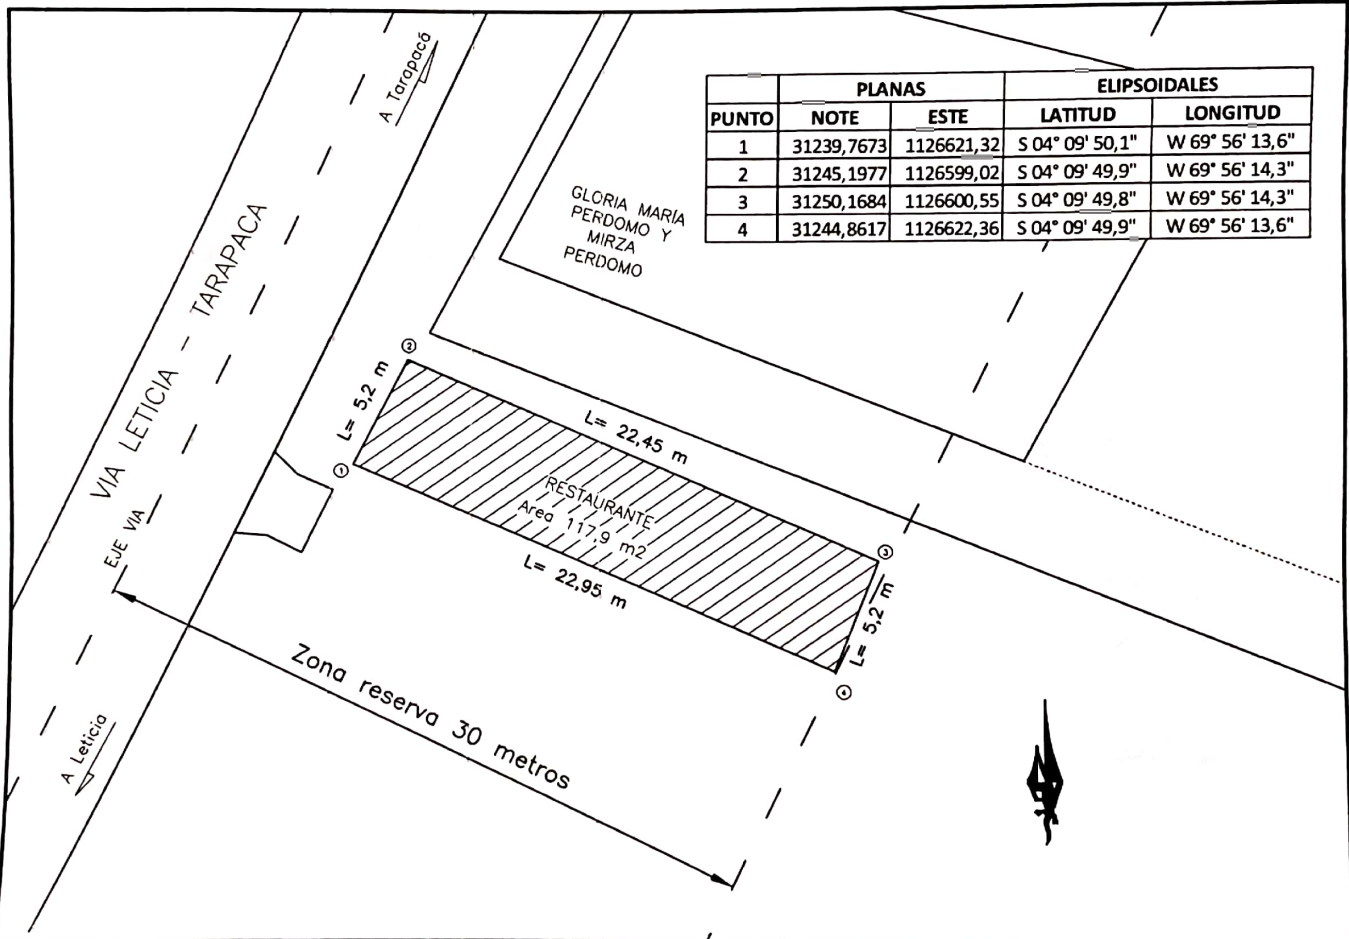 A Tarapacá
PLANAS ELIPSOIDALES
PUNTO NOTE ESTE LATITUD LONGITUD
1 31239,7673 1126621,32 S 04° 09' 50,1" W 69° 56' 13,6"
2 31245,1977 1126599,02 S 04° 09' 49,9" W 69° 56' 14,3"
3 31250,1684 1126600,55 S 04° 09' 49,8" W 69° 56' 14,3"
4 31244,8617 1126622,36 S 04° 09' 49,9" W 69° 56' 13,6"
GLORIA MARÍA
PERDOMO Y
MIRZA
PERDOMO
VIA LETICIA - TARAPACA
EJE VIA
2
L= 5,2 m
1
L= 22,45 m
RESTAURANTE
Area 117,9 m2
L= 22,95 m
3
L= 5,2 m
4
Zona reserva 30 metros
A Leticia